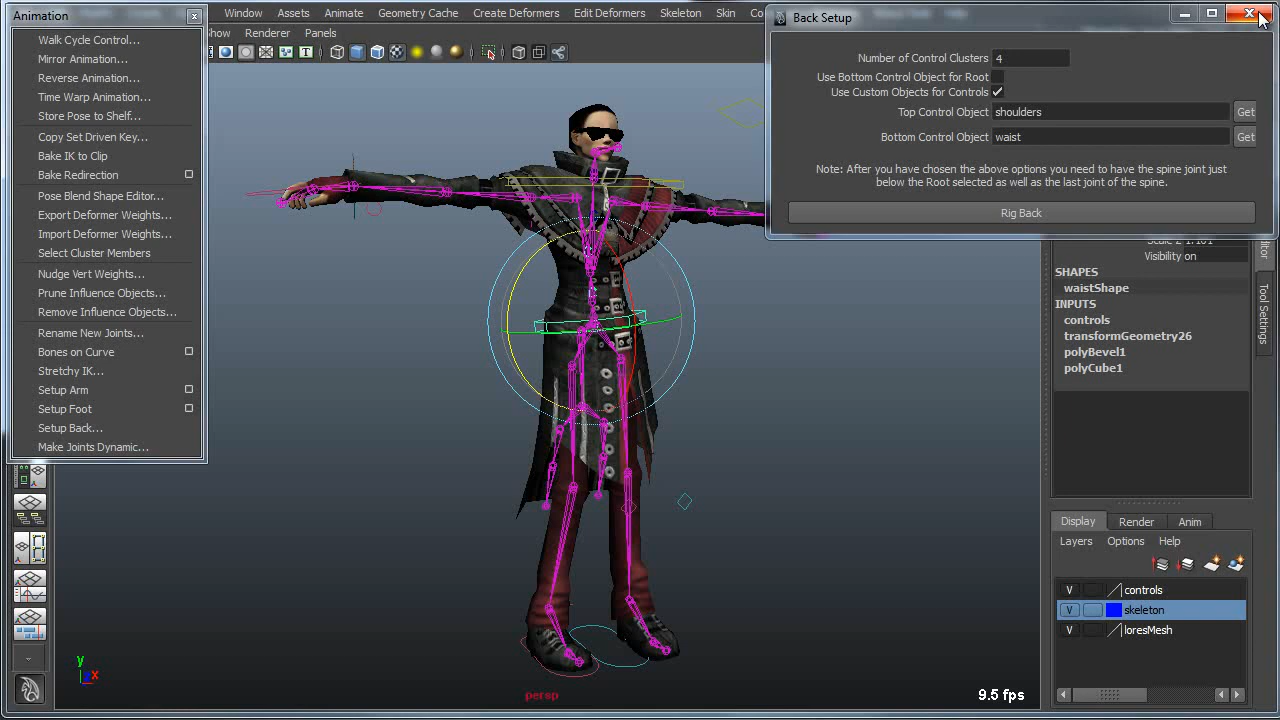 Animation
Walk Cycle Control...
Mirror Animation...
Reverse Animation...
Time Warp Animation...
Store Pose to Shelf...
Copy Set Driven Key...
Bake IK to Clip
Bake Redirection
Pose Blend Shape Editor...
Export Deformer Weights...
Import Deformer Weights...
Select Cluster Members
Nudge Vert Weights...
Prune Influence Objects...
Remove Influence Objects...
Rename New Joints...
Bones on Curve
Stretchy IK...
Setup Arm
Setup Foot
Setup Back...
Make Joints Dynamic...
Window Assets Animate Geometry Cache Create Deformers Edit Deformers Skeleton Skin Co
Show Renderer Panels
Back Setup
Number of Control Clusters 4
Use Bottom Control Object for Root
Use Custom Objects for Controls
Top Control Object shoulders Get
Bottom Control Object waist Get
Note: After you have chosen the above options you need to have the spine joint just
below the Root selected as well as the last joint of the spine.
Rig Back
Visibility on
SHAPES
waistShape
INPUTS
controls
transformGeometry26
polyBevel1
polyCube1
Tool Settings
Display Render Anim
Layers Options Help
V controls
V skeleton
V loresMesh
y
x
persp
9.5 fps